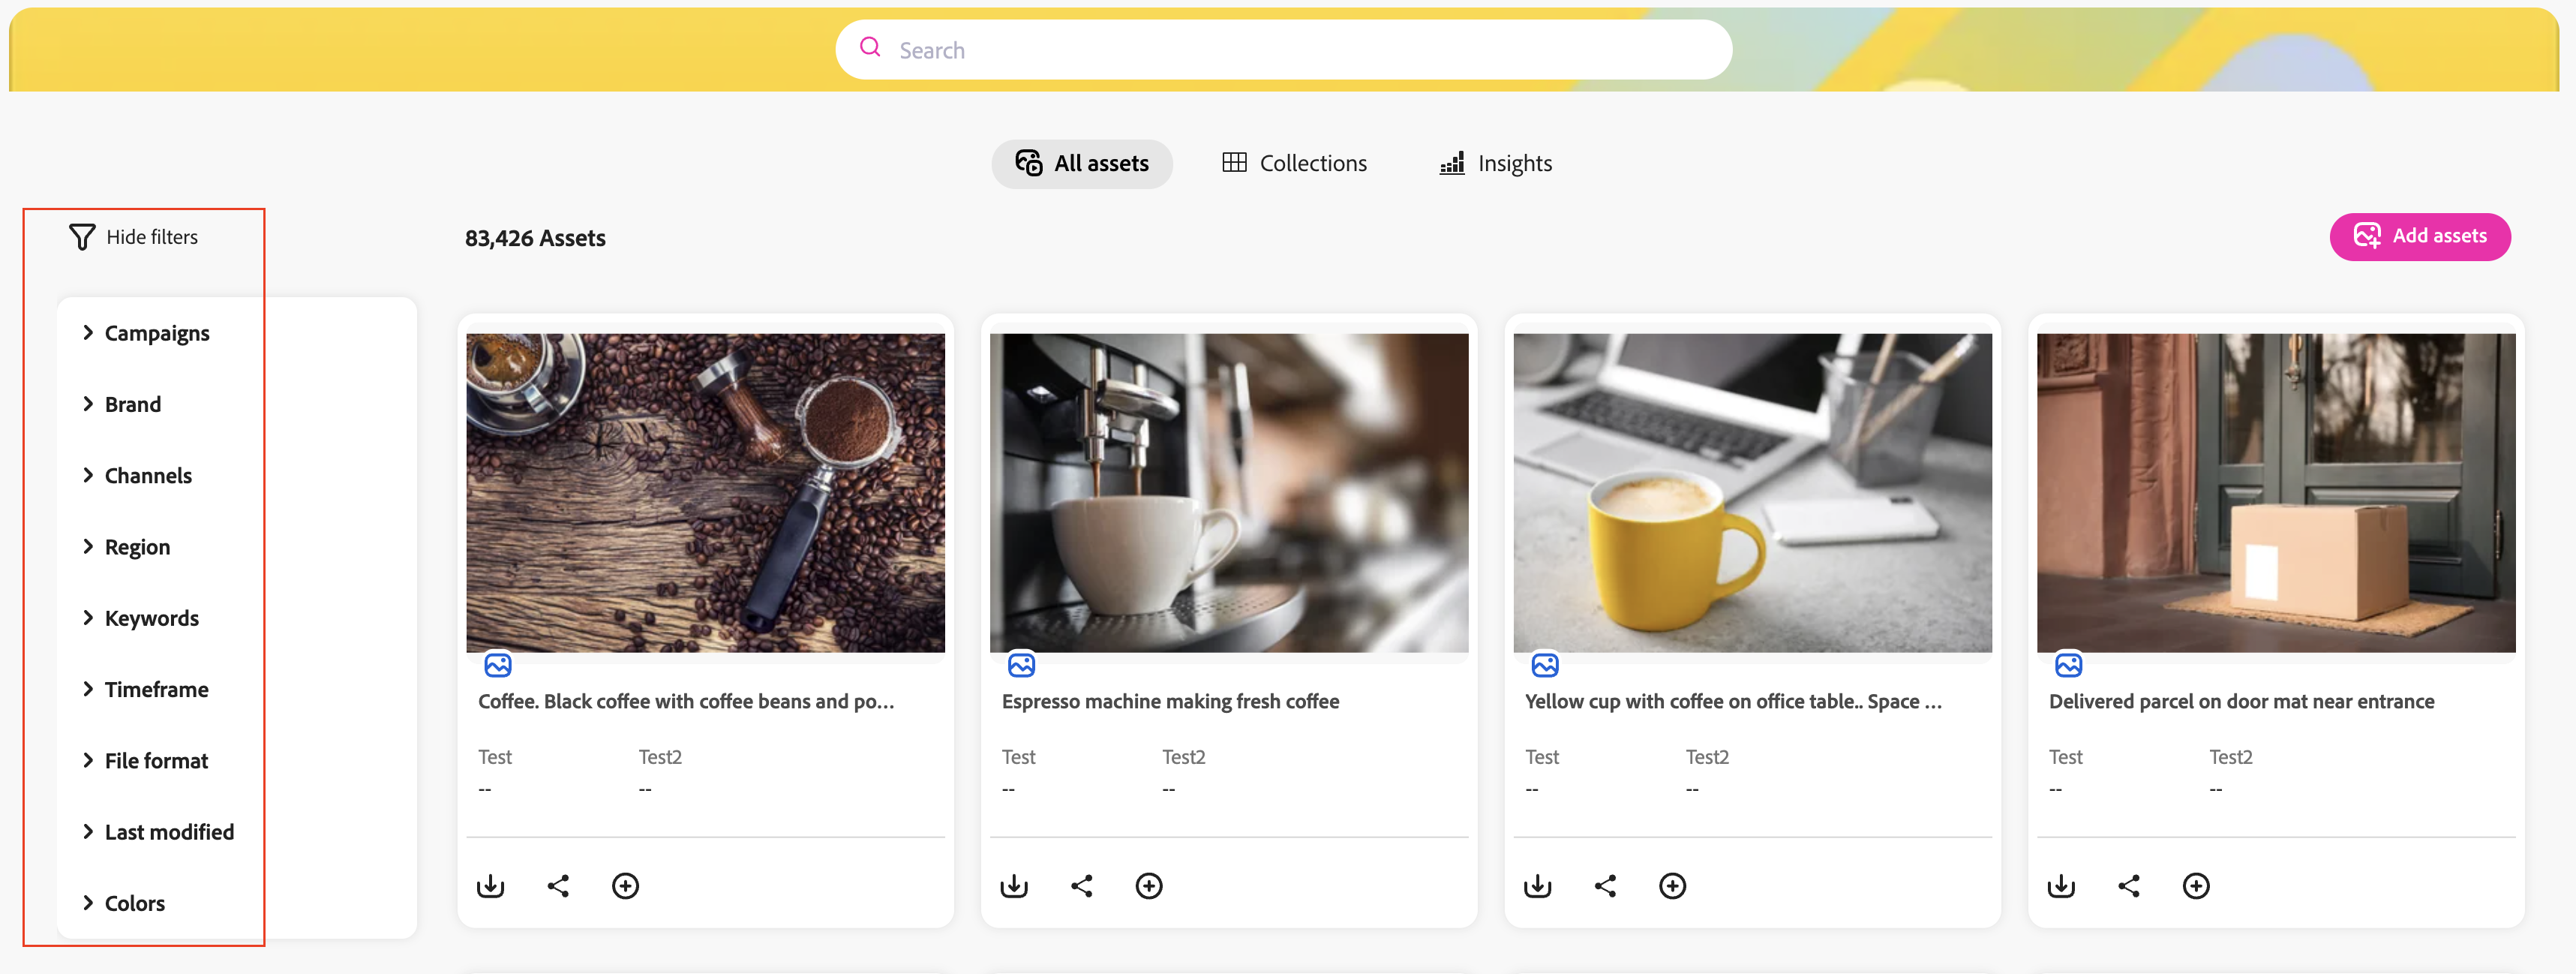 Search
All assets
Collections
Insights
Hide filters
83,426 Assets
Add assets
Campaigns
Brand
Channels
Region
Keywords
Timeframe
File format
Last modified
Colors
Coffee. Black coffee with coffee beans and po...
Test Test2
-- --
Espresso machine making fresh coffee
Test Test2
-- --
Yellow cup with coffee on office table.. Space ...
Test Test2
-- --
Delivered parcel on door mat near entrance
Test Test2
-- --